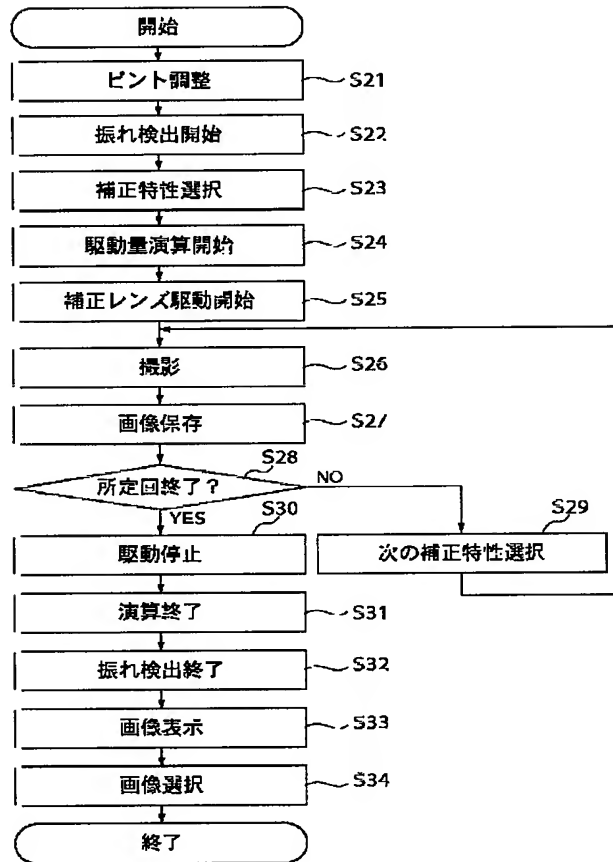 開始
ピント調整 S21
振れ検出開始 S22
補正特性選択 S23
駆動量演算開始 S24
補正レンズ駆動開始 S25
撮影 S26
画像保存 S27
所定回終了? S28
NO
YES
S29
次の補正特性選択
S30
駆動停止
演算終了 S31
振れ検出終了 S32
画像表示 S33
画像選択 S34
終了